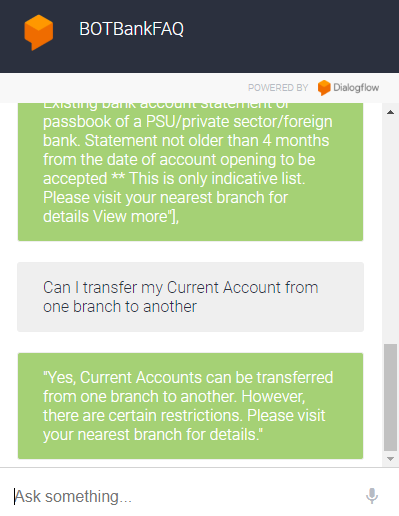 BOTBankFAQ
POWERED BY Dialogflow
Existing bank account statement or
passbook of a PSU/private sector/foreign
bank. Statement not older than 4 months
from the date of account opening to be
accepted ** This is only indicative list.
Please visit your nearest branch for
details View more"],
Can I transfer my Current Account from
one branch to another
"Yes, Current Accounts can be transferred
from one branch to another. However,
there are certain restrictions. Please visit
your nearest branch for details."
Ask something...